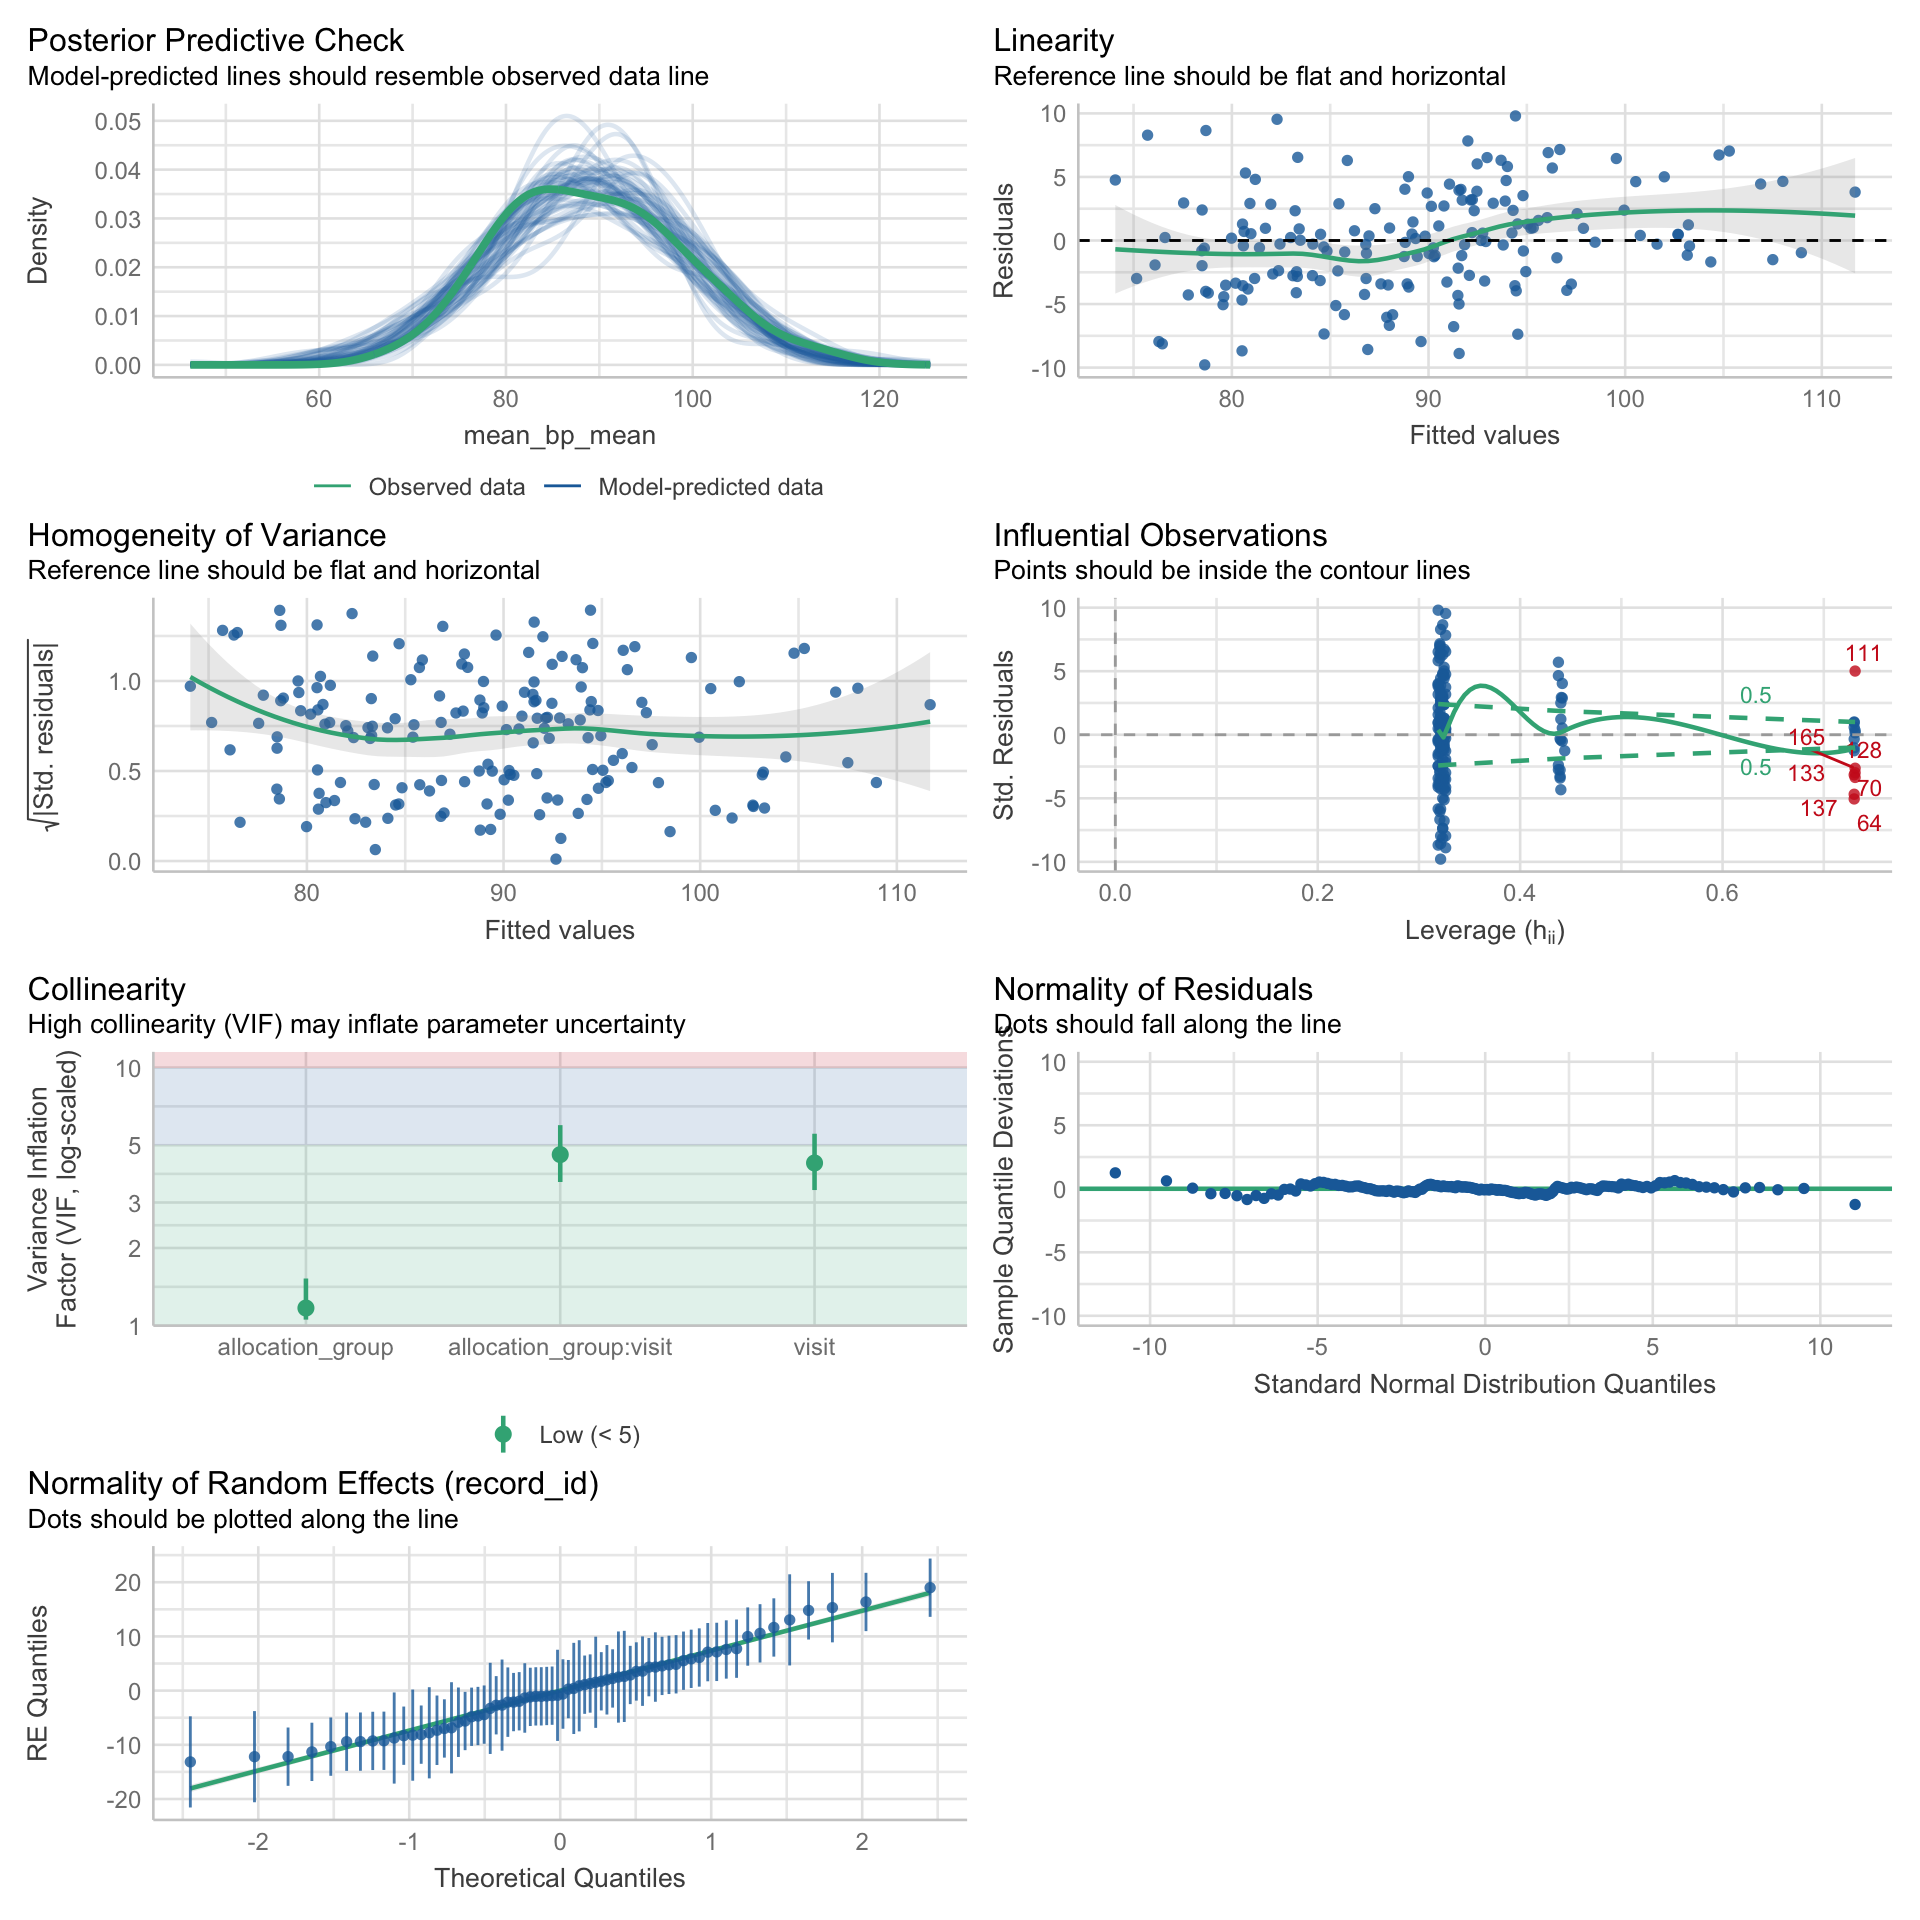 Posterior Predictive Check
Model-predicted lines should resemble observed data line
0.05
0.04
0.03
0.02
0.01
0.00
Density
60 80 100 120
mean_bp_mean
Observed data Model-predicted data
Linearity
Reference line should be flat and horizontal
10
5
0
-5
-10
Residuals
80 90 100 110
Fitted values
Homogeneity of Variance
Reference line should be flat and horizontal
1.0
0.5
0.0
√|Std. residuals|
80 90 100 110
Fitted values
Influential Observations
Points should be inside the contour lines
10
5
0
-5
-10
Std. Residuals
111
0.5
165
128
0.5
133
70
137
64
0.0 0.2 0.4 0.6
Leverage (hii)
Collinearity
High collinearity (VIF) may inflate parameter uncertainty
10
5
3
2
1
Variance Inflation
Factor (VIF, log-scaled)
allocation_group allocation_group:visit visit
Low (< 5)
Normality of Residuals
Dots should fall along the line
10
5
0
-5
-10
Sample Quantile Deviations
-10 -5 0 5 10
Standard Normal Distribution Quantiles
Normality of Random Effects (record_id)
Dots should be plotted along the line
20
10
0
-10
-20
RE Quantiles
-2 -1 0 1 2
Theoretical Quantiles